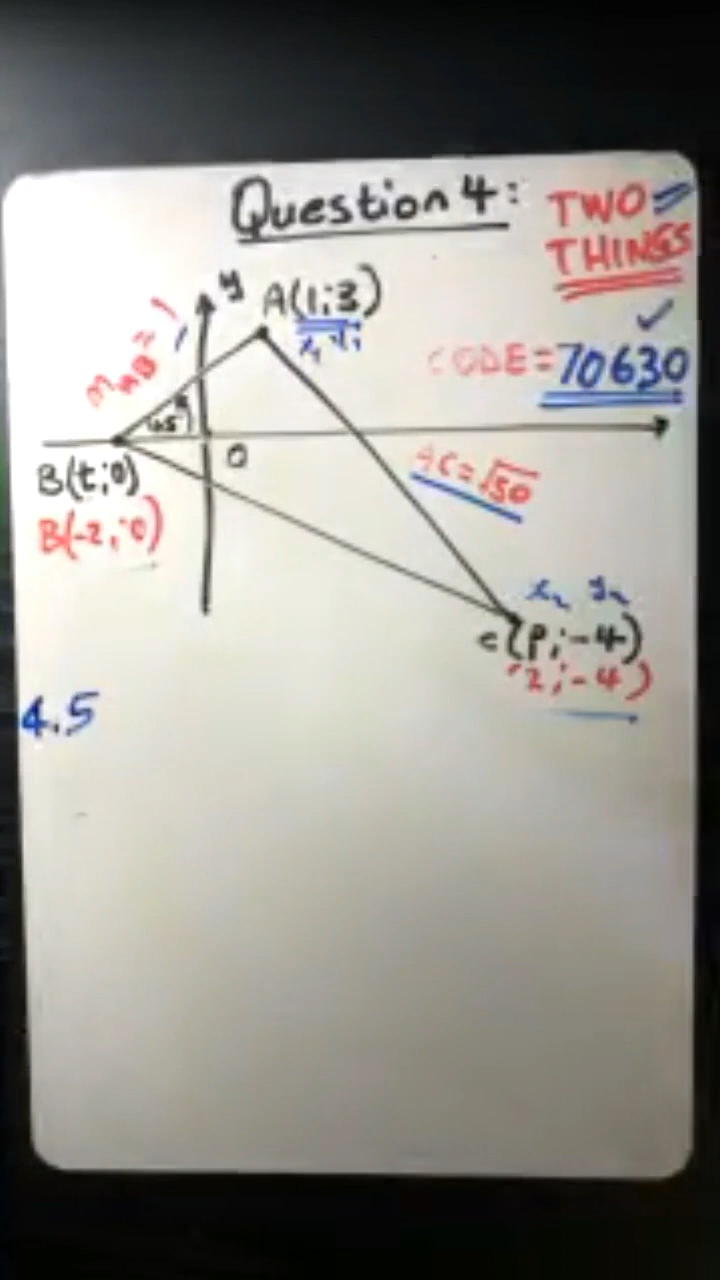 Question 4:
TWO
THINGS
y
A(1;3)
x₁ y₁
mAB = 1
CODE=70630
45°
O
B(t;0)
B(-2;0)
AC=√50
x₂ y₂
C(P;-4)
(2;-4)
4.5